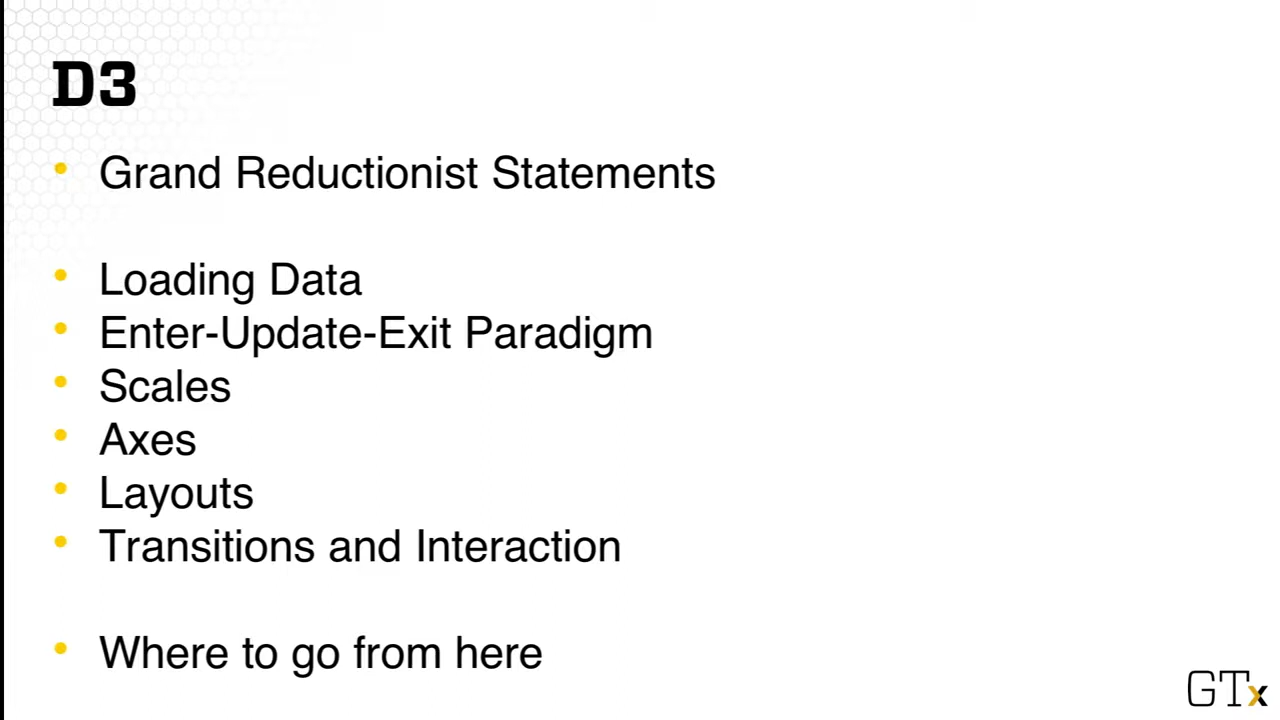 D3
Grand Reductionist Statements
Loading Data
Enter-Update-Exit Paradigm
Scales
Axes
Layouts
Transitions and Interaction
Where to go from here
GTx